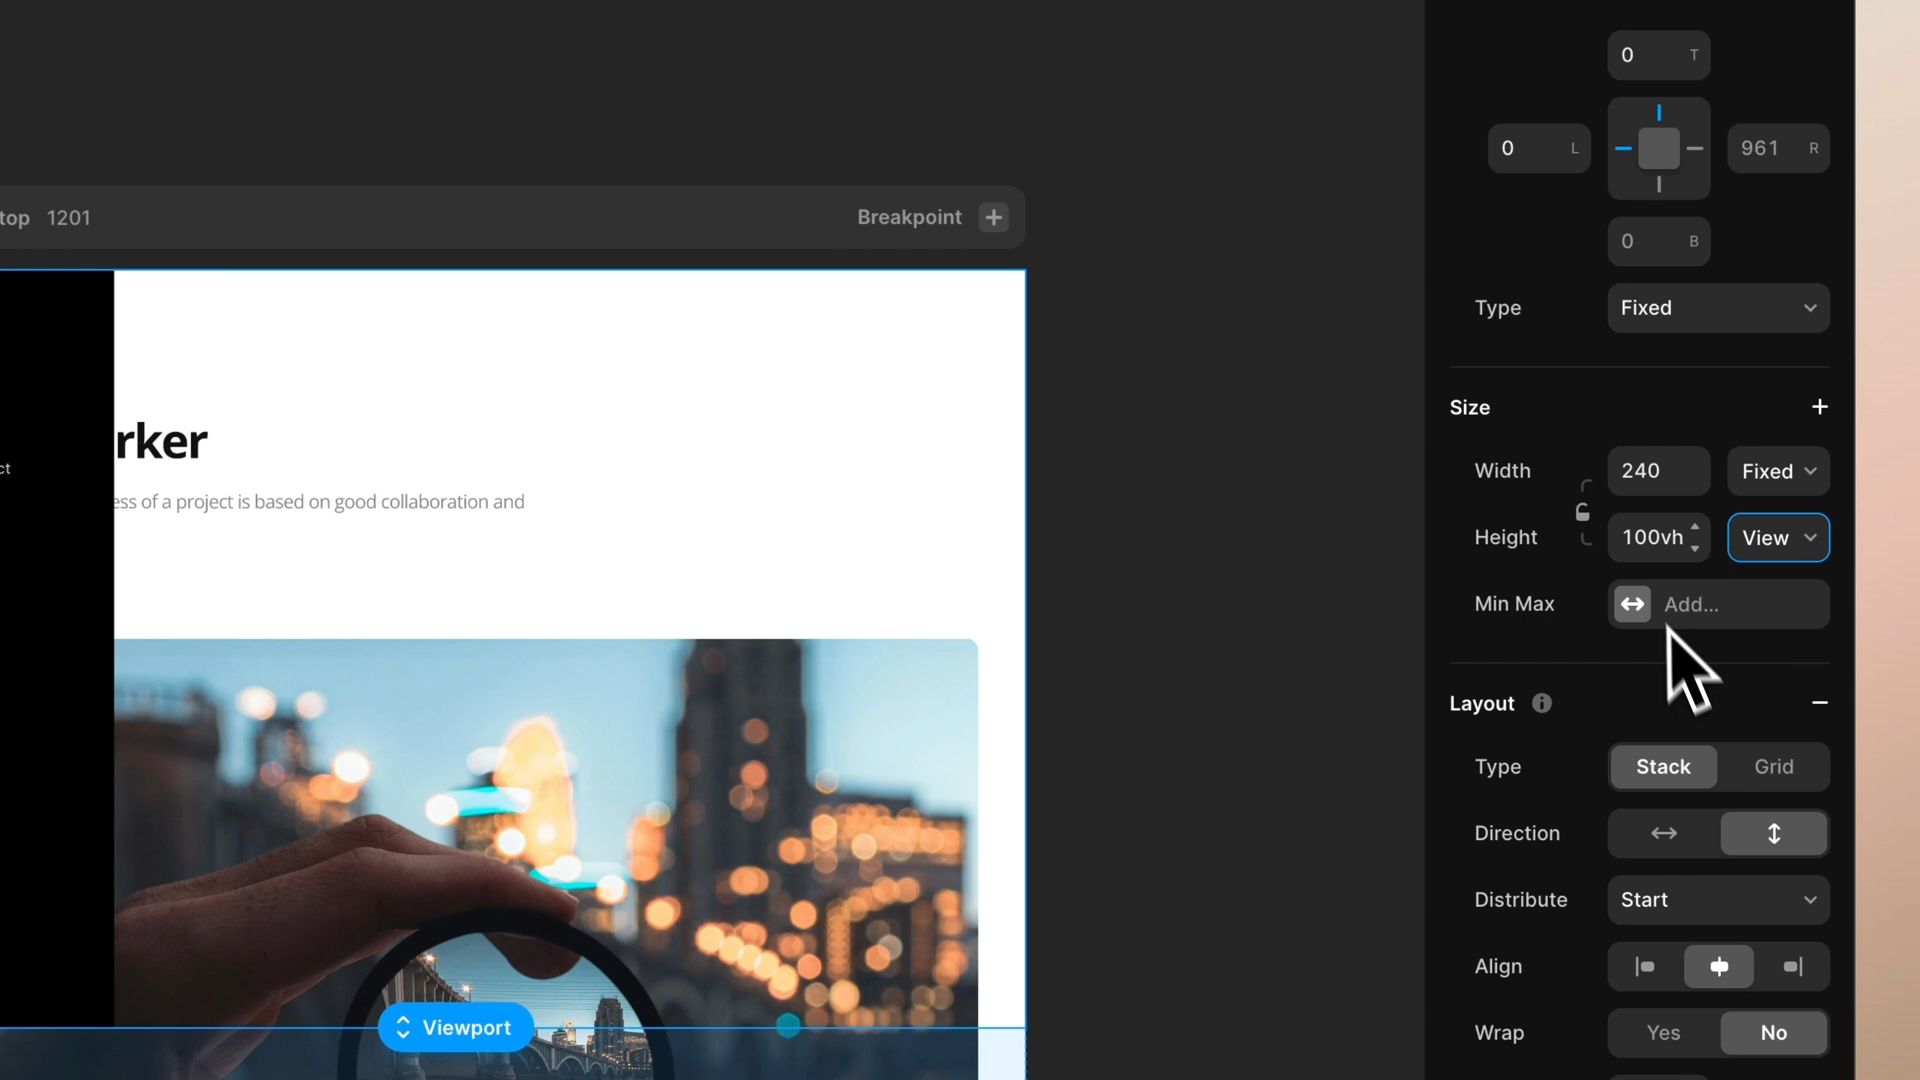 0 T
0 L
961 R
top 1201
Breakpoint +
0 B
Type Fixed
Size +
rker
ct
Width 240 Fixed
ess of a project is based on good collaboration and
Height 100vh View
Min Max Add...
Layout
Type Stack Grid
Direction
Distribute Start
Align
Viewport
Wrap Yes No